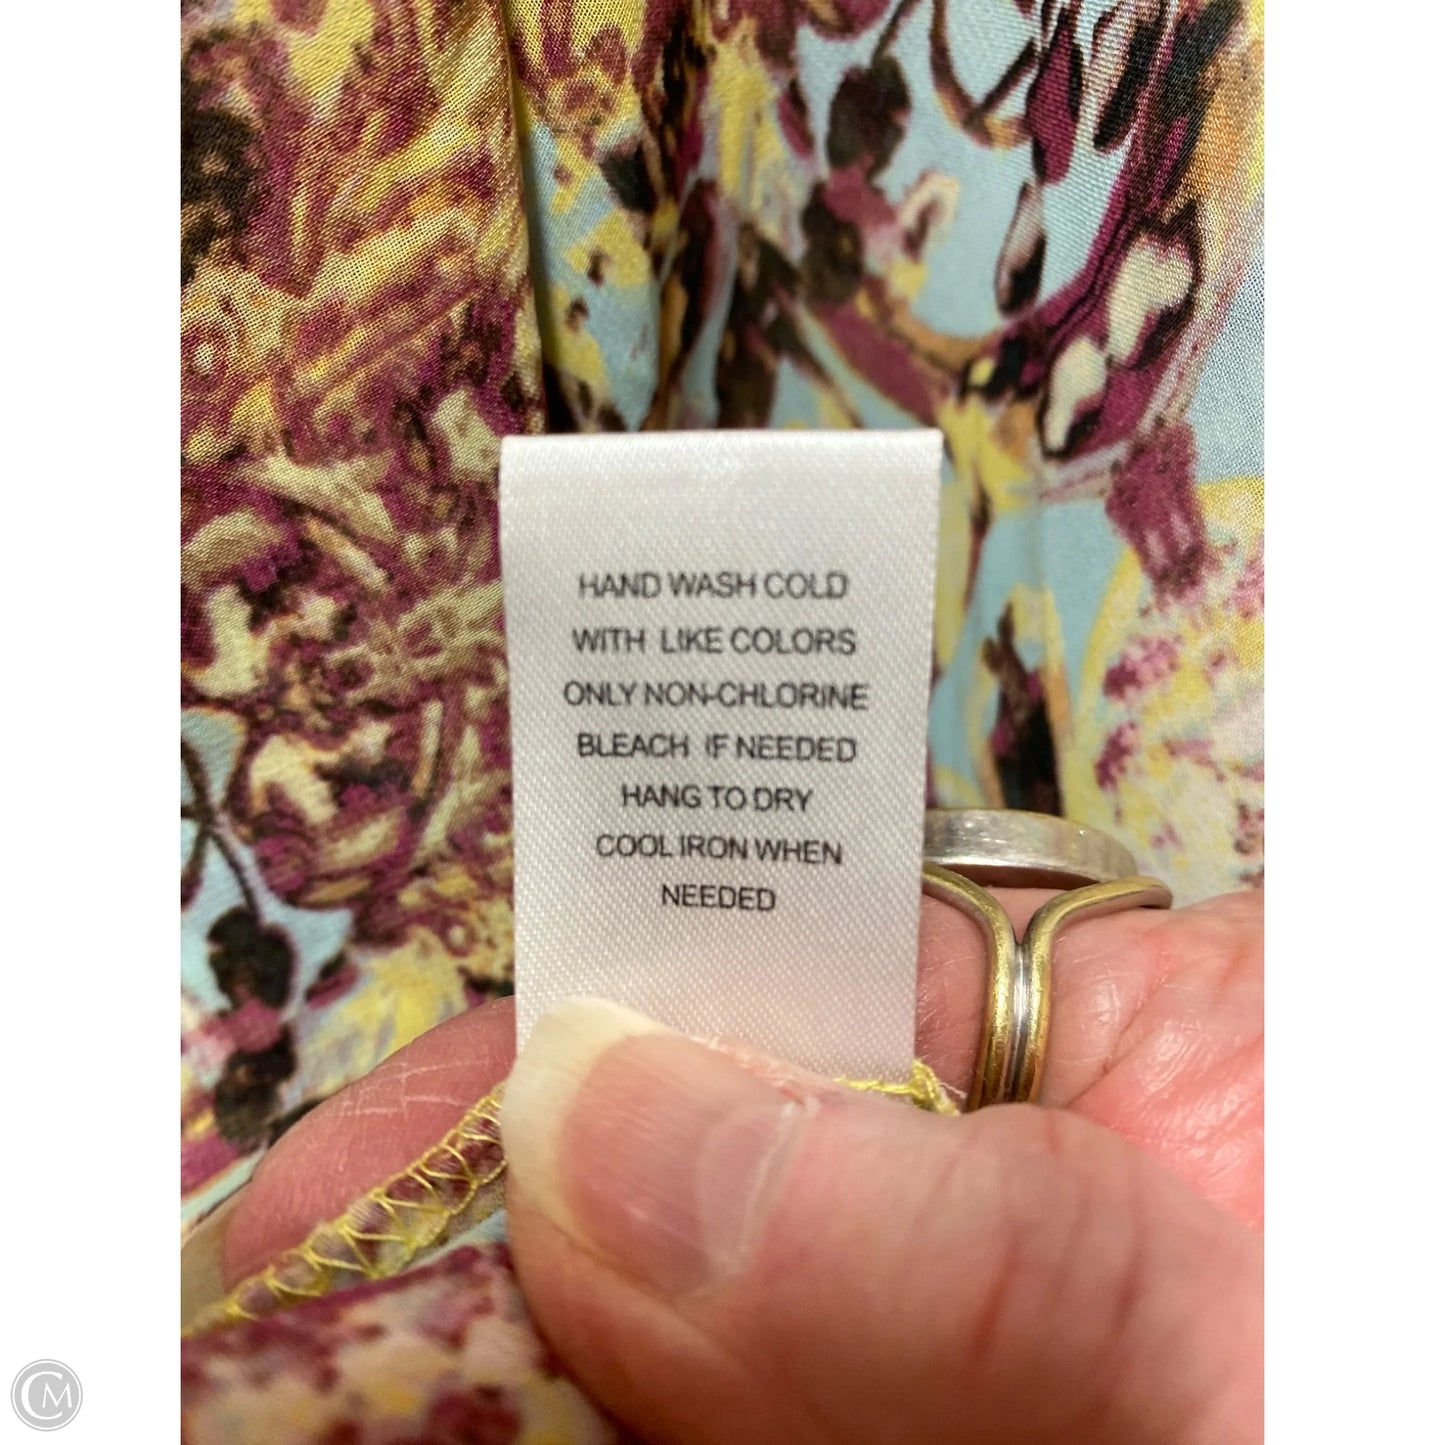 HAND WASH COLD
WITH LIKE COLORS
ONLY NON-CHLORINE
BLEACH IF NEEDED
HANG TO DRY
COOL IRON WHEN
NEEDED
CM